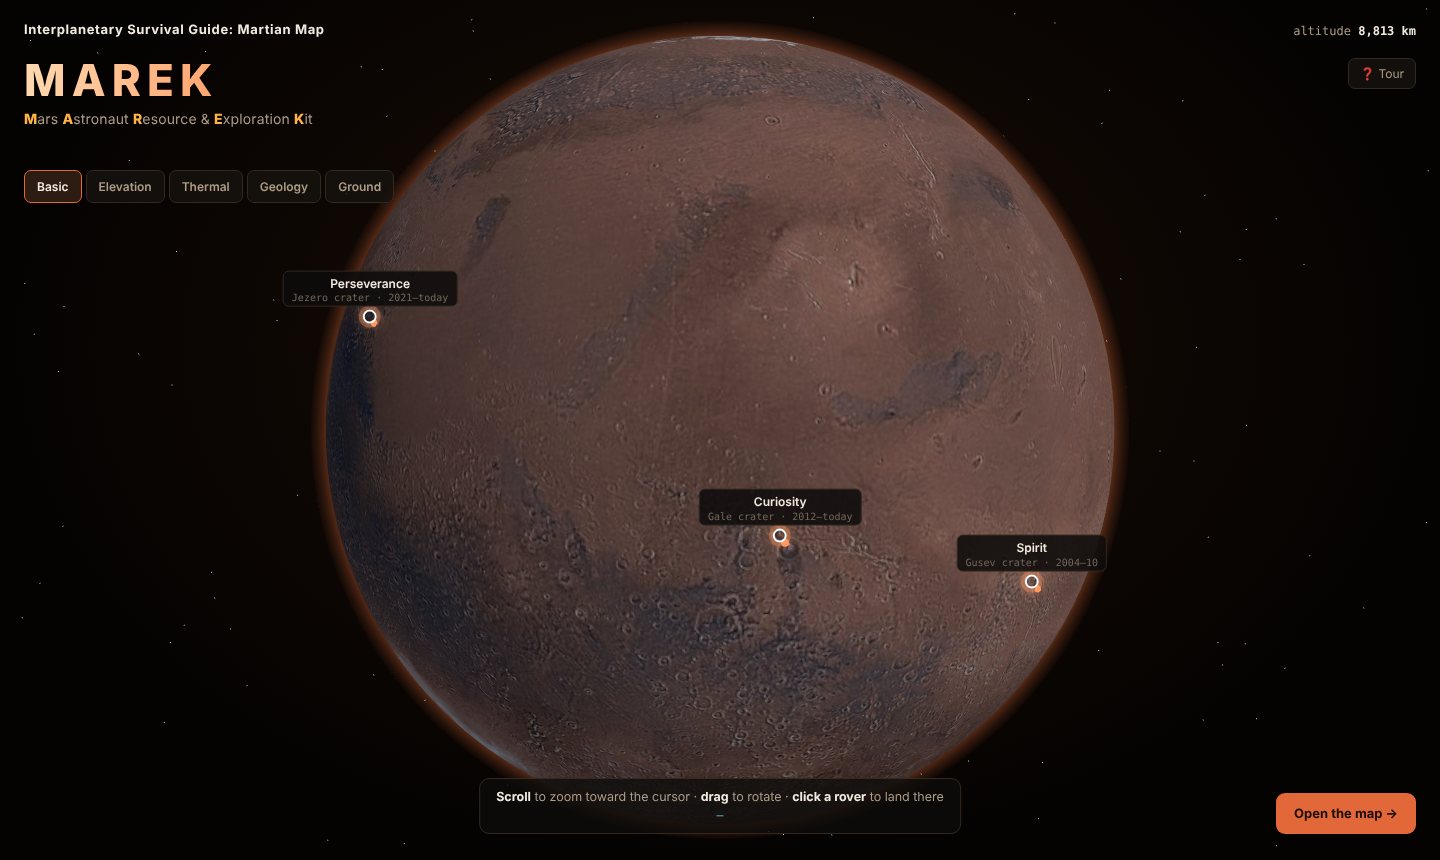 Interplanetary Survival Guide: Martian Map
altitude 8,813 km
MAREK
❓ Tour
Mars Astronaut Resource & Exploration Kit
Basic
Elevation
Thermal
Geology
Ground
Perseverance
Jezero crater · 2021–today
Curiosity
Gale crater · 2012–today
Spirit
Gusev crater · 2004–10
Scroll to zoom toward the cursor · drag to rotate · click a rover to land there
—
Open the map →